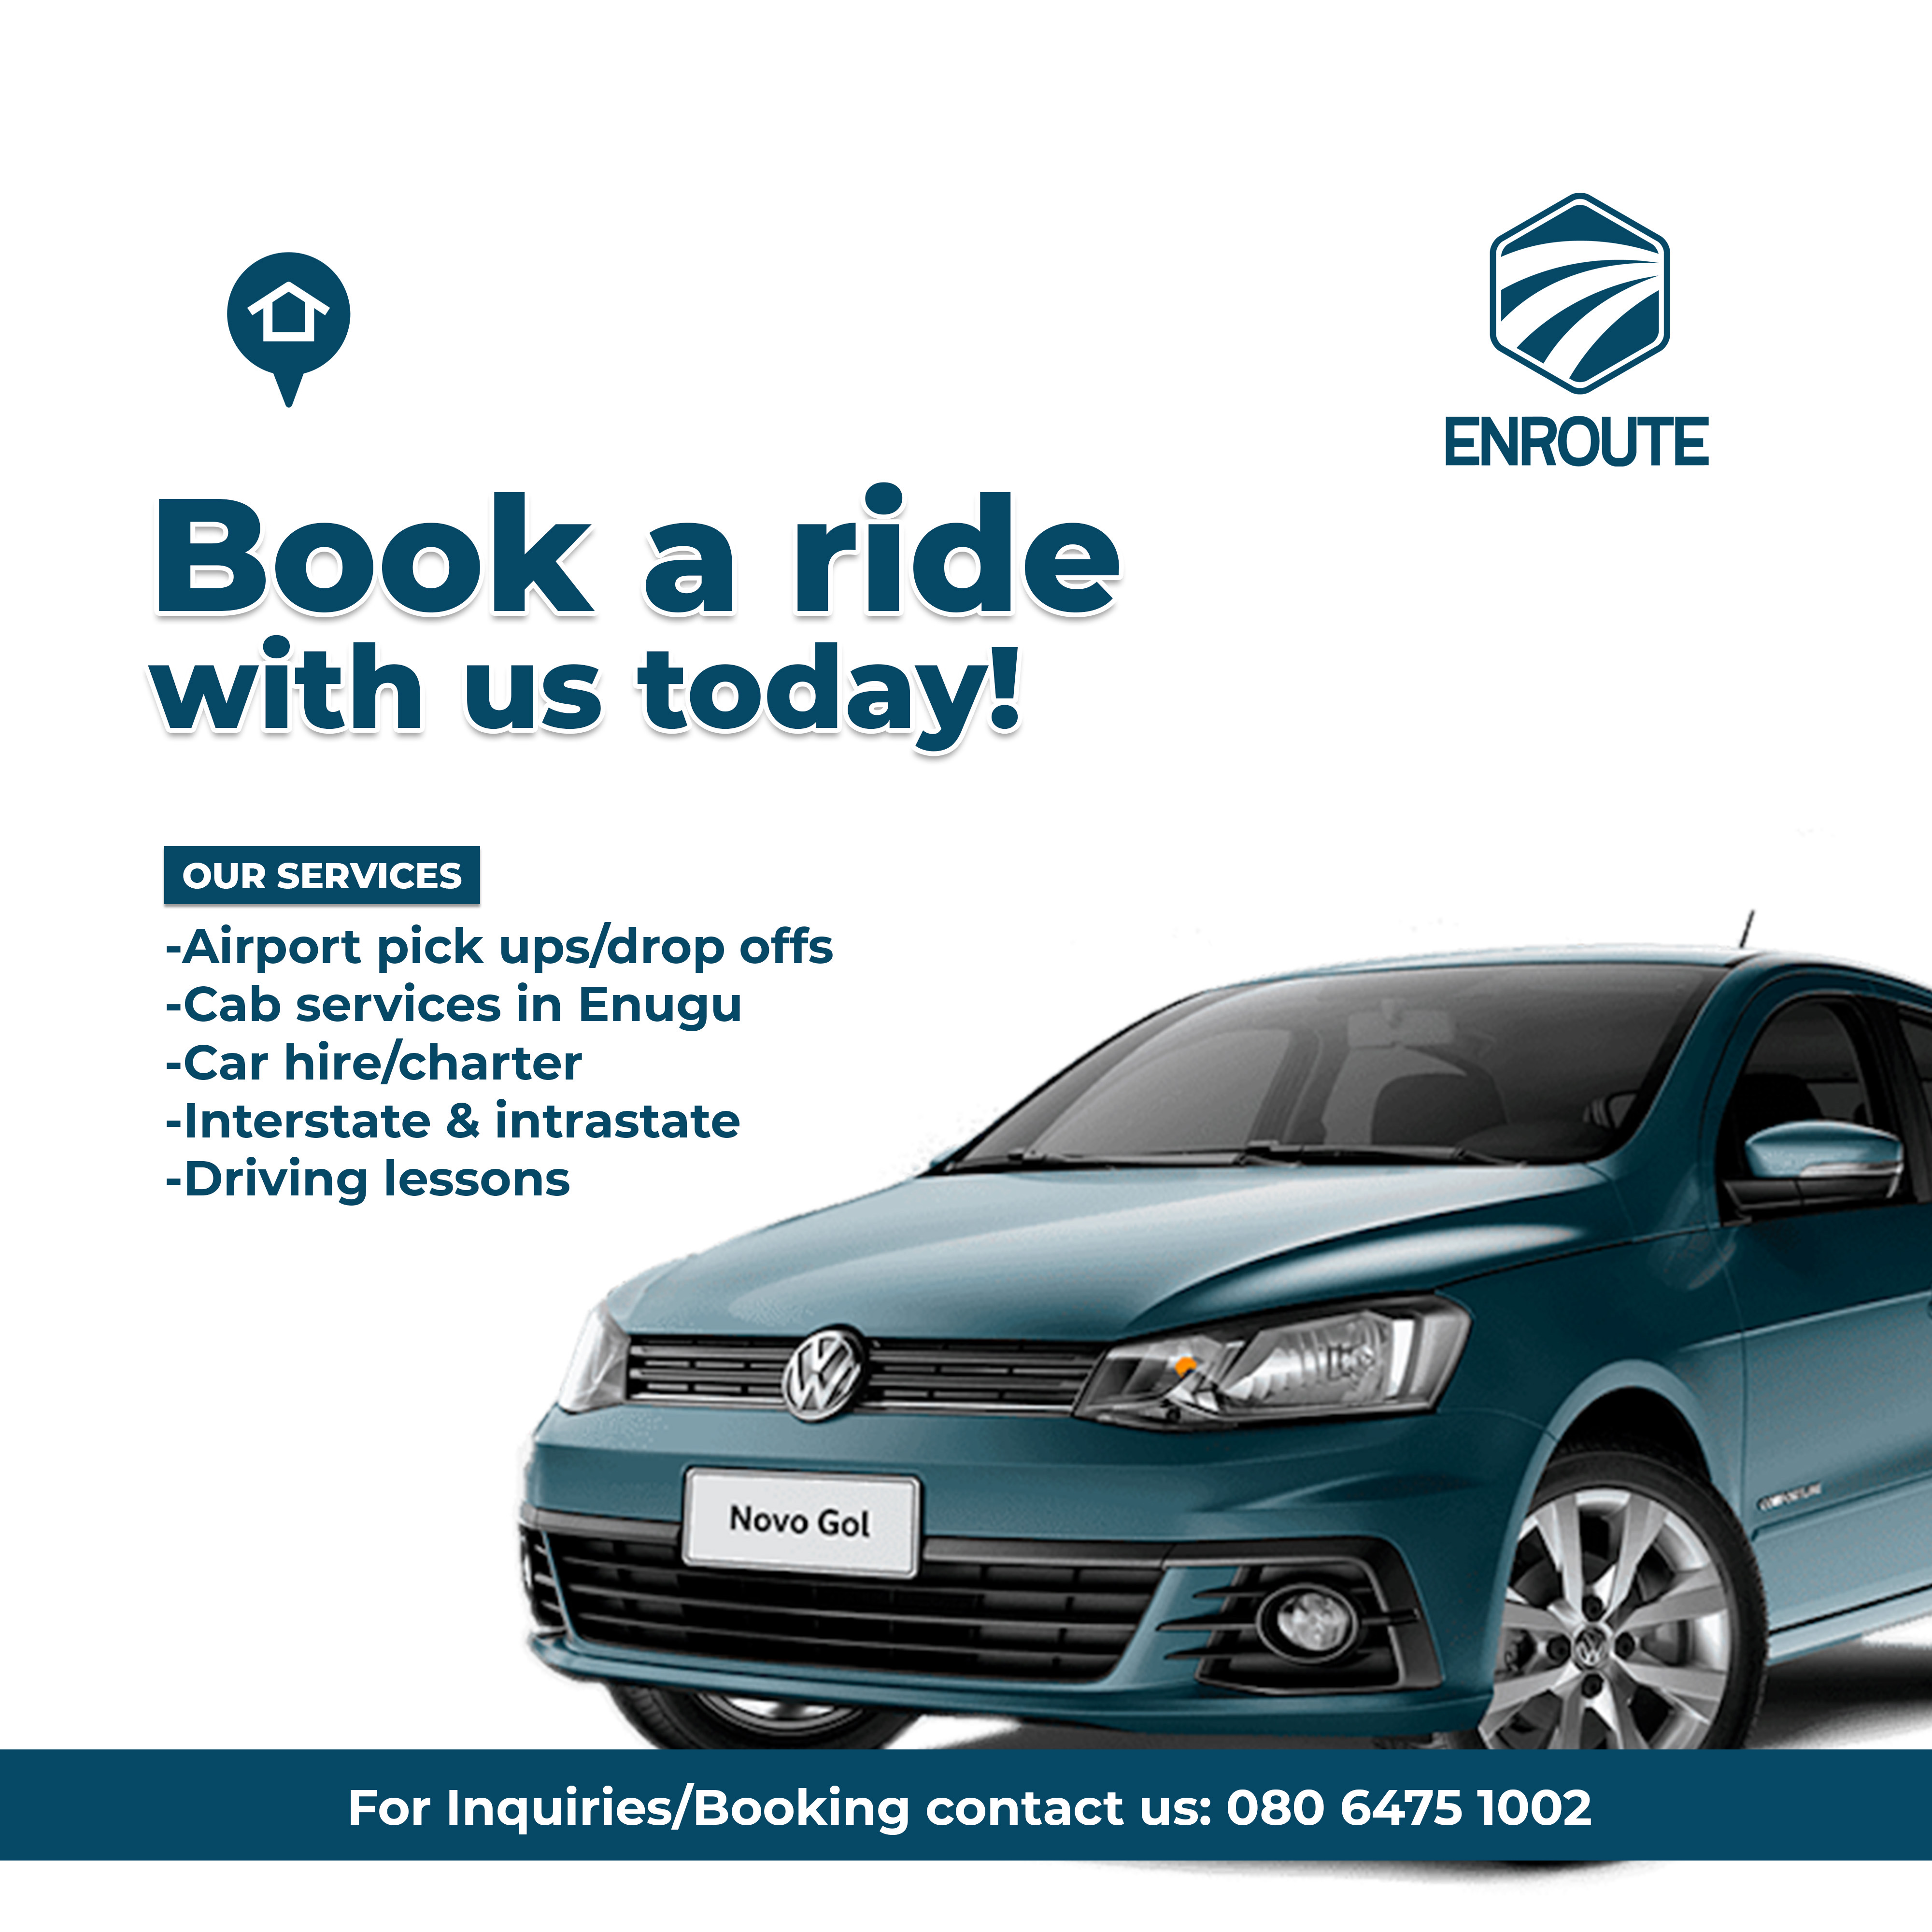 ENROUTE
Book a ride
with us today!
OUR SERVICES
-Airport pick ups/drop offs
-Cab services in Enugu
-Car hire/charter
-Interstate & intrastate
-Driving lessons
Novo Gol
For Inquiries/Booking contact us: 080 6475 1002